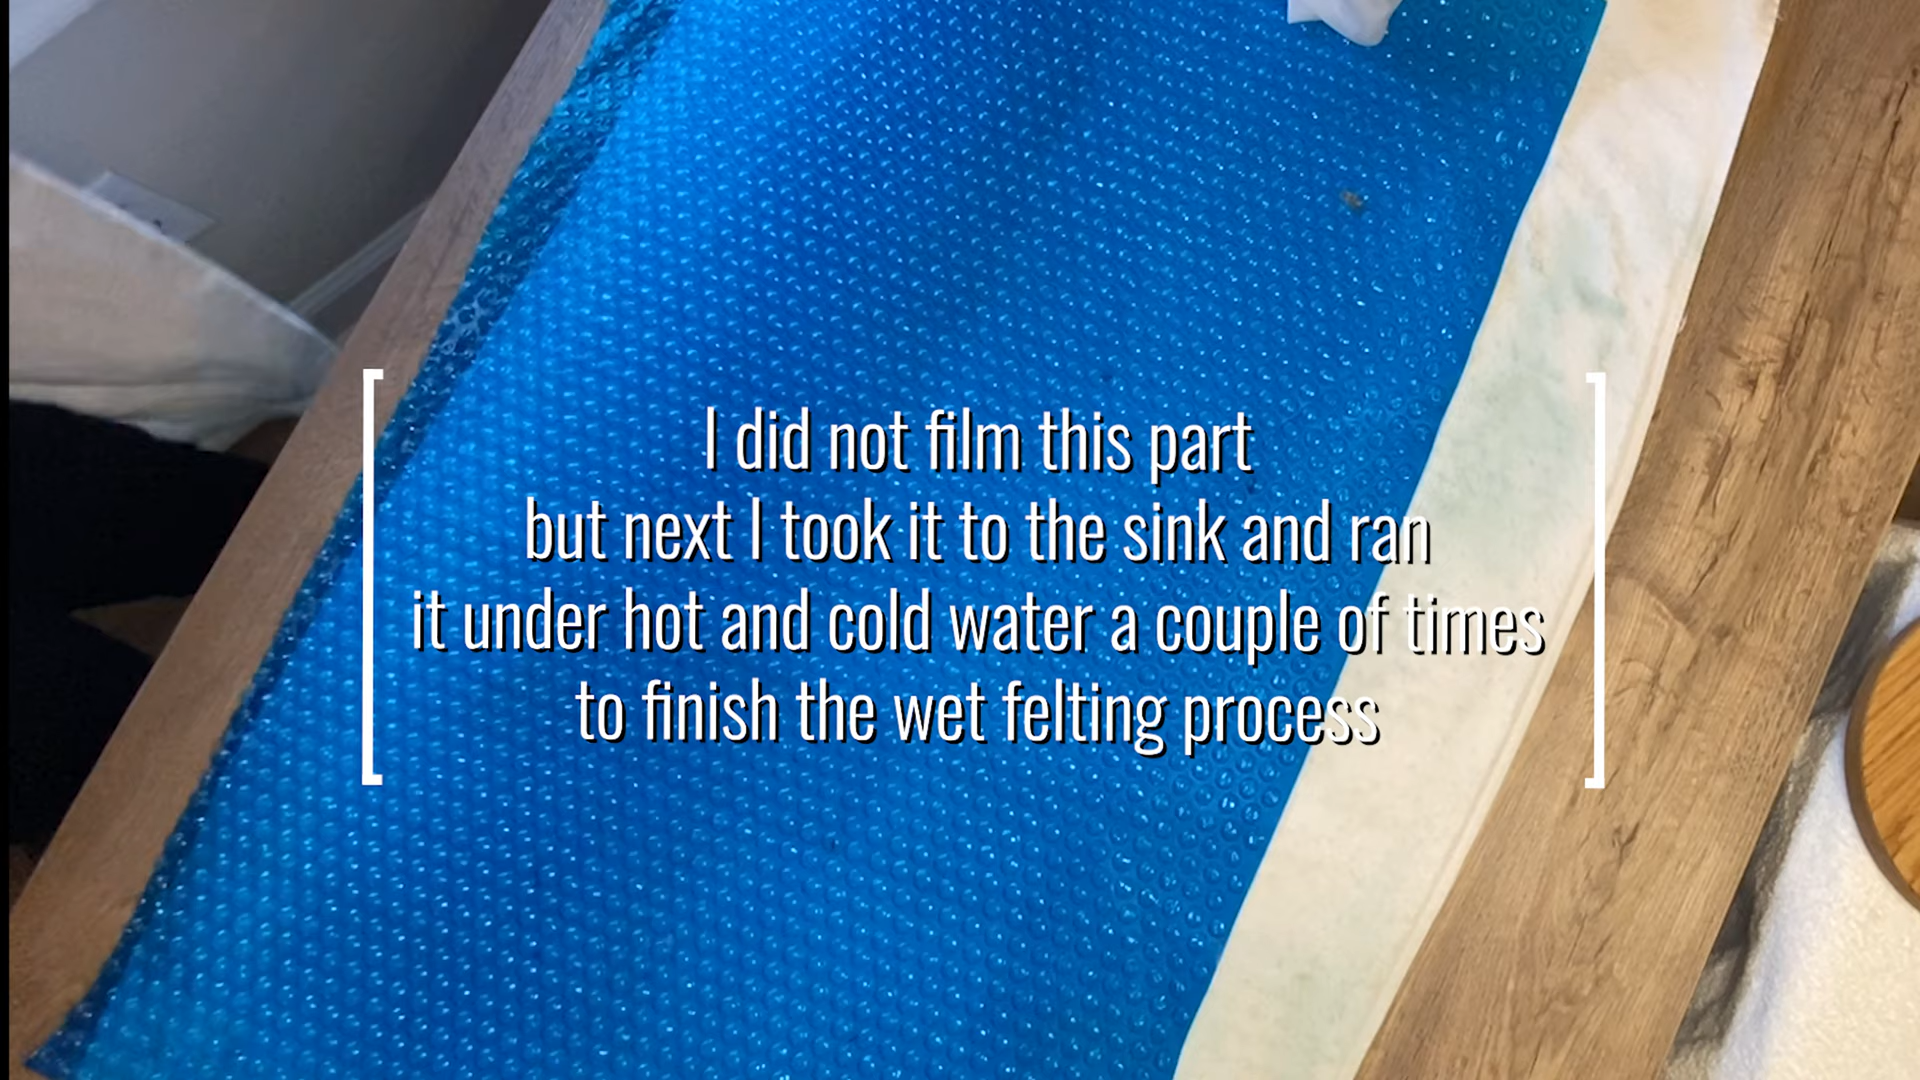 I did not film this part
but next I took it to the sink and ran
it under hot and cold water a couple of times
to finish the wet felting process